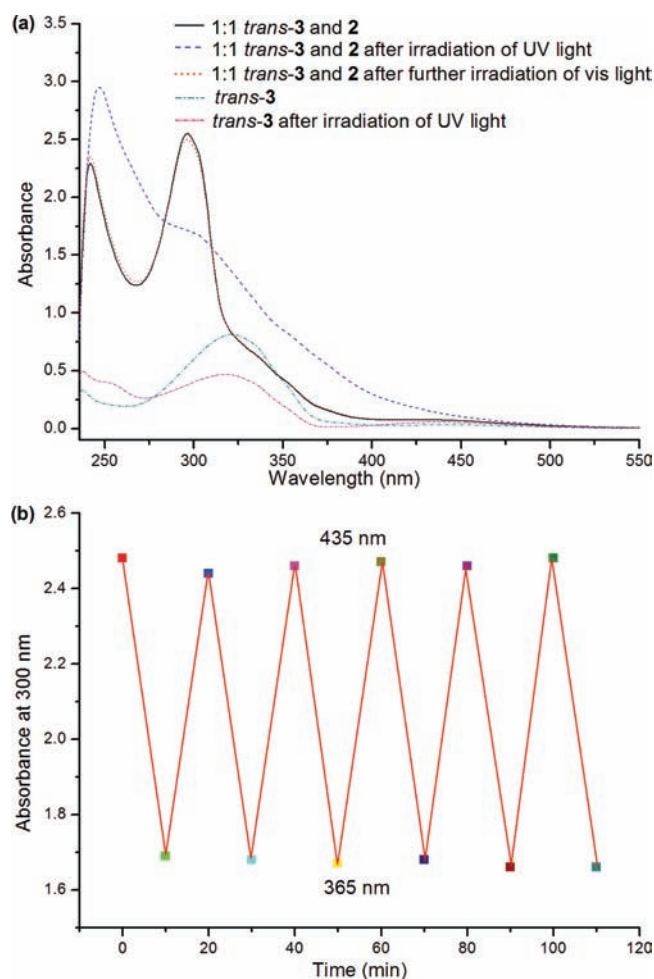 (a)
1:1 trans-3 and 2
1:1 trans-3 and 2 after irradiation of UV light
1:1 trans-3 and 2 after further irradiation of vis light
trans-3
trans-3 after irradiation of UV light
3.5
3.0
2.5
2.0
1.5
1.0
0.5
0.0
Absorbance
250 300 350 400 450 500 550
Wavelength (nm)
(b)
2.6
2.4
2.2
2.0
1.8
1.6
Absorbance at 300 nm
435 nm
365 nm
0 20 40 60 80 100 120
Time (min)